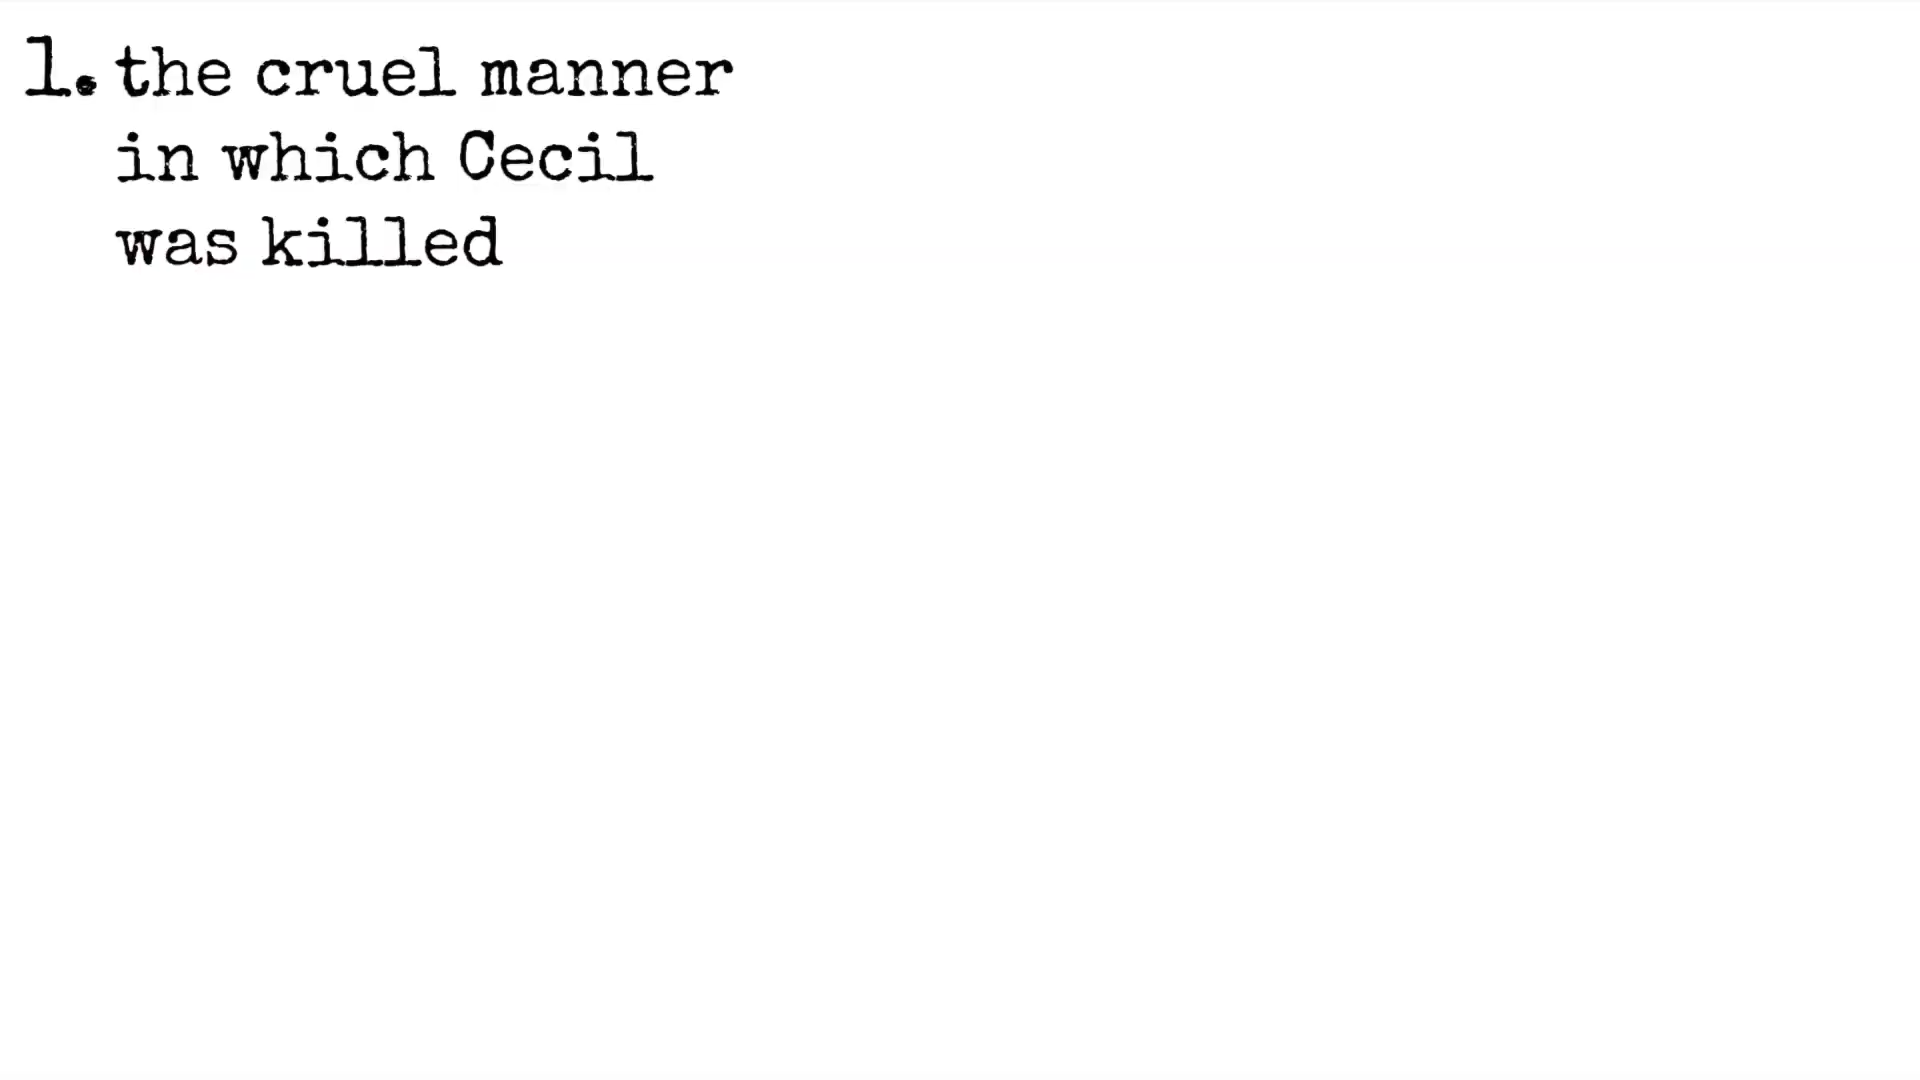 1. the cruel manner
in which Cecil
was killed